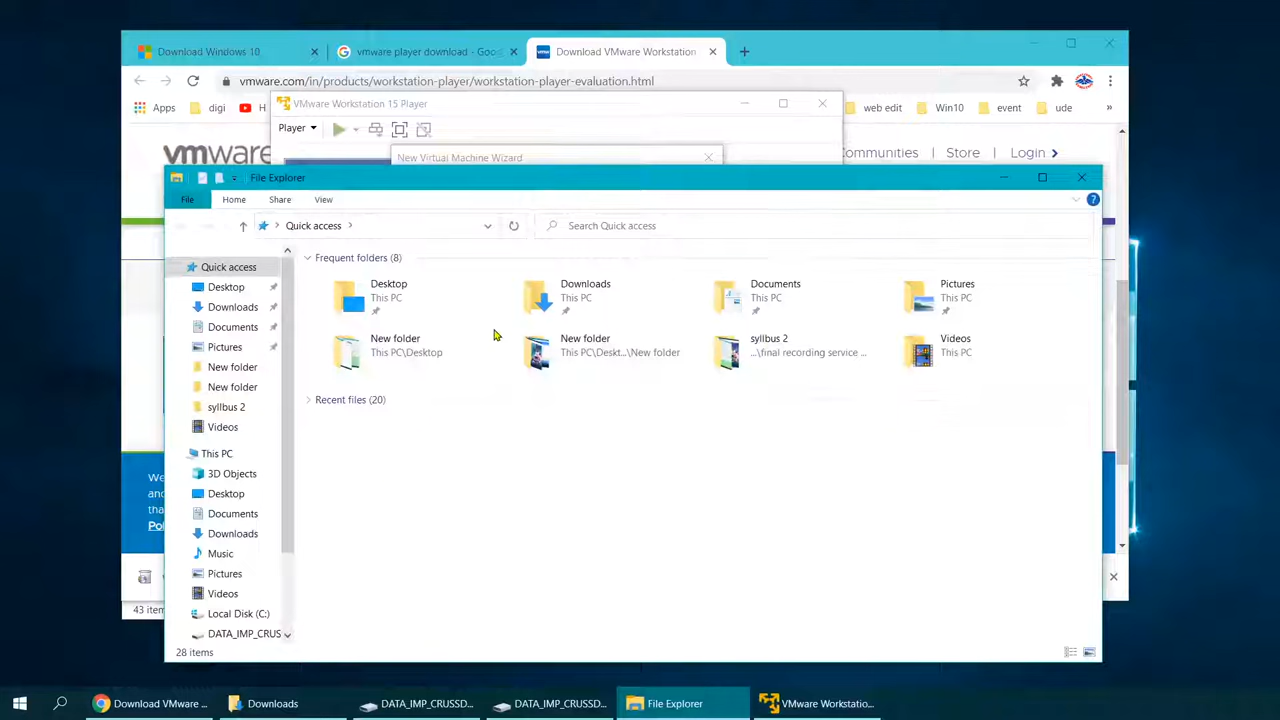 Download Windows 10
vmware player download - Goo
Download VMware Workstation
vmware.com/in/products/workstation-player/workstation-player-evaluation.html
Apps
digi
H
web edit
Win10
event
ude
»
VMware Workstation 15 Player
Player
vmware
ommunities
Store
Login
New Virtual Machine Wizard
File Explorer
File
Home
Share
View
Quick access
Search Quick access
Quick access
Desktop
Downloads
Documents
Pictures
New folder
New folder
syllbus 2
Videos
This PC
3D Objects
Desktop
Documents
Downloads
Music
Pictures
Videos
Local Disk (C:)
DATA_IMP_CRUS
Frequent folders (8)
Desktop
This PC
Downloads
This PC
Documents
This PC
Pictures
This PC
New folder
This PC\Desktop
New folder
This PC\Deskt...\New folder
syllbus 2
...\final recording service ...
Videos
This PC
Recent files (20)
We
and
tha
Po
43 item
28 items
Download VMware ...
Downloads
DATA_IMP_CRUSSD...
DATA_IMP_CRUSSD...
File Explorer
VMware Workstatio...